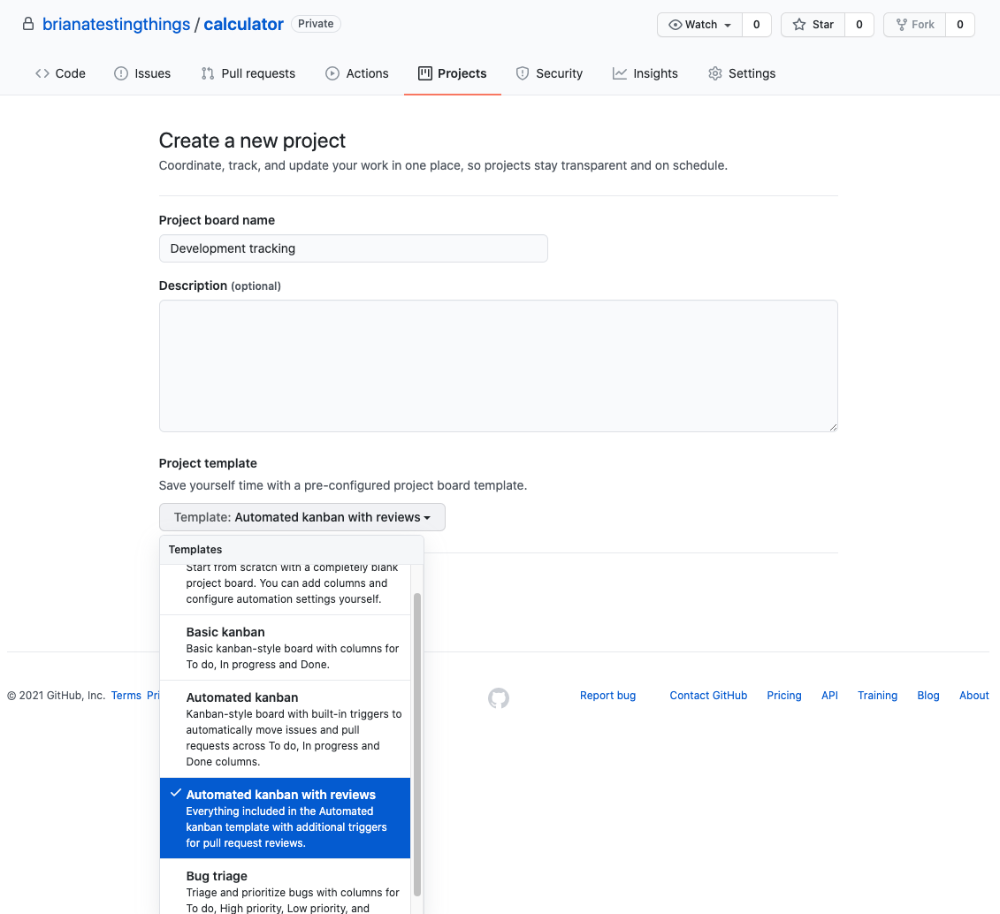 brianatestingthings / calculator Private
Watch 0 Star 0 Fork 0
Code Issues Pull requests Actions Projects Security Insights Settings
Create a new project
Coordinate, track, and update your work in one place, so projects stay transparent and on schedule.
Project board name
Development tracking
Description (optional)
Project template
Save yourself time with a pre-configured project board template.
Template: Automated kanban with reviews
Templates
Start from scratch with a completely blank
project board. You can add columns and
configure automation settings yourself.
Basic kanban
Basic kanban-style board with columns for
To do, In progress and Done.
Automated kanban
Kanban-style board with built-in triggers to
automatically move issues and pull
requests across To do, In progress and
Done columns.
Automated kanban with reviews
Everything included in the Automated
kanban template with additional triggers
for pull request reviews.
Bug triage
Triage and prioritize bugs with columns for
To do, High priority, Low priority, and
© 2021 GitHub, Inc. Terms Pri
Report bug Contact GitHub Pricing API Training Blog About